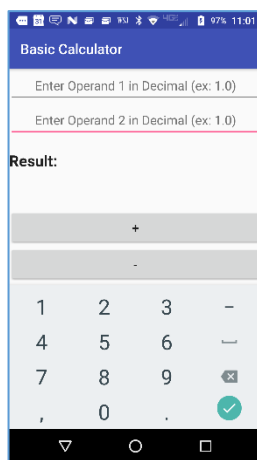 97% 11:01
Basic Calculator
Enter Operand 1 in Decimal (ex: 1.0)
Enter Operand 2 in Decimal (ex: 1.0)
Result:
+
-
1 2 3 –
4 5 6
7 8 9
, 0 .